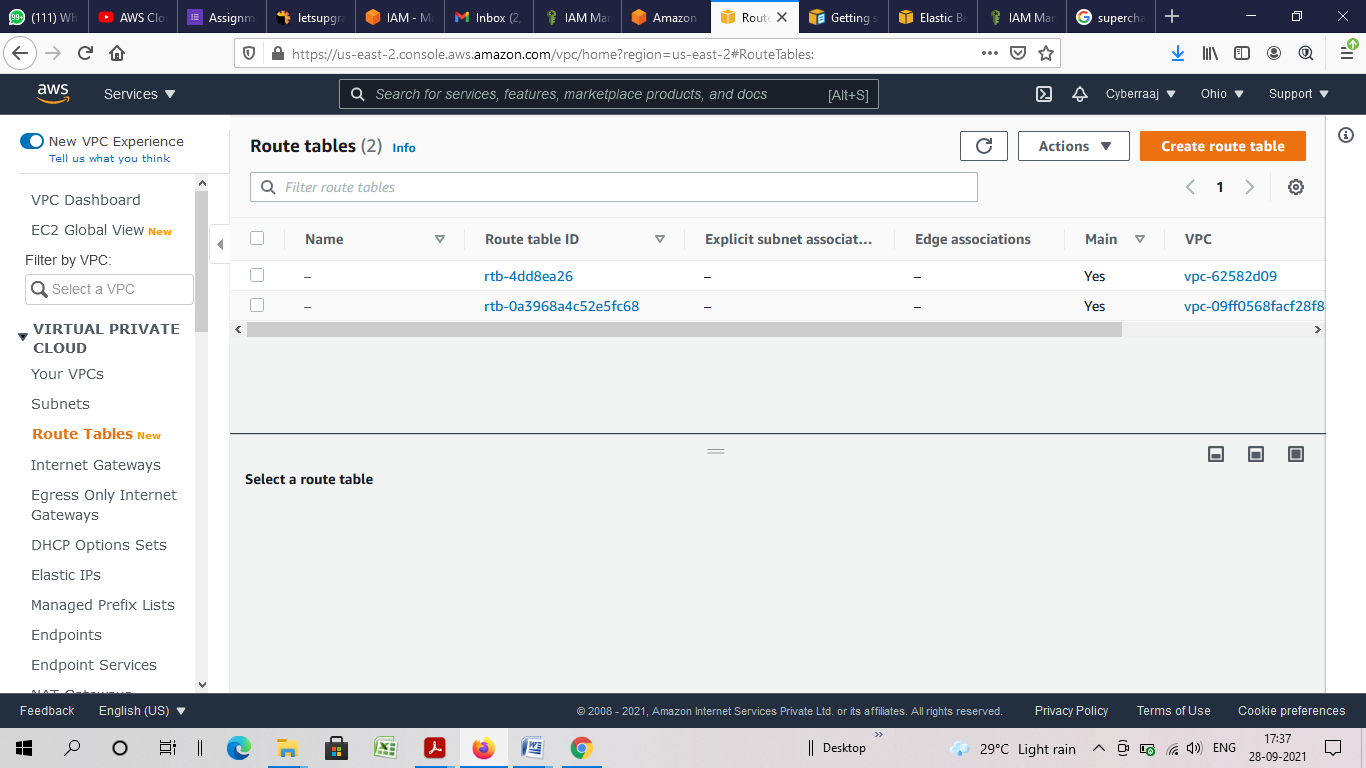 (111) Wh
AWS Clo
Assignm
letsupgra
IAM - Ma
Inbox (2,
IAM Man
Amazon
Route
Getting s
Elastic Be
IAM Man
supercha
https://us-east-2.console.aws.amazon.com/vpc/home?region=us-east-2#RouteTables:
aws
Services
Search for services, features, marketplace products, and docs
[Alt+S]
Cyberraaj
Ohio
Support
New VPC Experience
Tell us what you think
VPC Dashboard
EC2 Global View New
Filter by VPC:
Select a VPC
VIRTUAL PRIVATE
CLOUD
Your VPCs
Subnets
Route Tables New
Internet Gateways
Egress Only Internet
Gateways
DHCP Options Sets
Elastic IPs
Managed Prefix Lists
Endpoints
Endpoint Services
NAT Gateways
Route tables (2) Info
Actions
Create route table
Filter route tables
1
Name Route table ID Explicit subnet associat... Edge associations Main VPC
– rtb-4dd8ea26 – – Yes vpc-62582d09
– rtb-0a3968a4c52e5fc68 – – Yes vpc-09ff0568facf28f8
Select a route table
Feedback English (US) © 2008 - 2021, Amazon Internet Services Private Ltd. or its affiliates. All rights reserved. Privacy Policy Terms of Use Cookie preferences
Desktop
29°C Light rain
ENG
17:37
28-09-2021